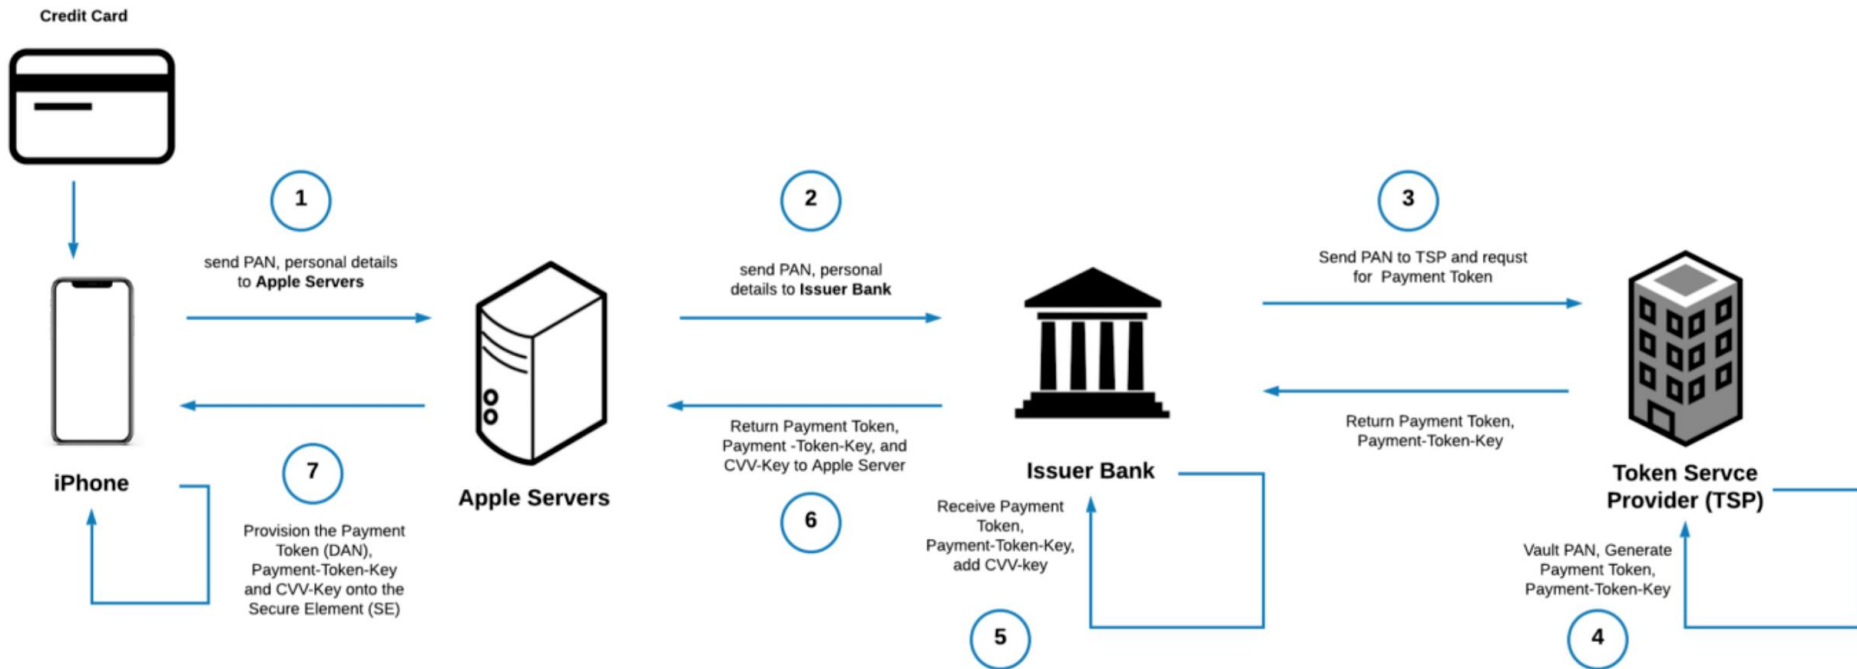 Credit Card
1
2
3
send PAN, personal details
to Apple Servers
send PAN, personal
details to Issuer Bank
Send PAN to TSP and requst
for Payment Token
Return Payment Token,
Payment -Token-Key, and
CVV-Key to Apple Server
Return Payment Token,
Payment-Token-Key
iPhone
7
Apple Servers
6
Issuer Bank
Token Servce
Provider (TSP)
Provision the Payment
Token (DAN),
Payment-Token-Key
and CVV-Key onto the
Secure Element (SE)
Receive Payment
Token,
Payment-Token-Key,
add CVV-key
5
Vault PAN, Generate
Payment Token,
Payment-Token-Key
4